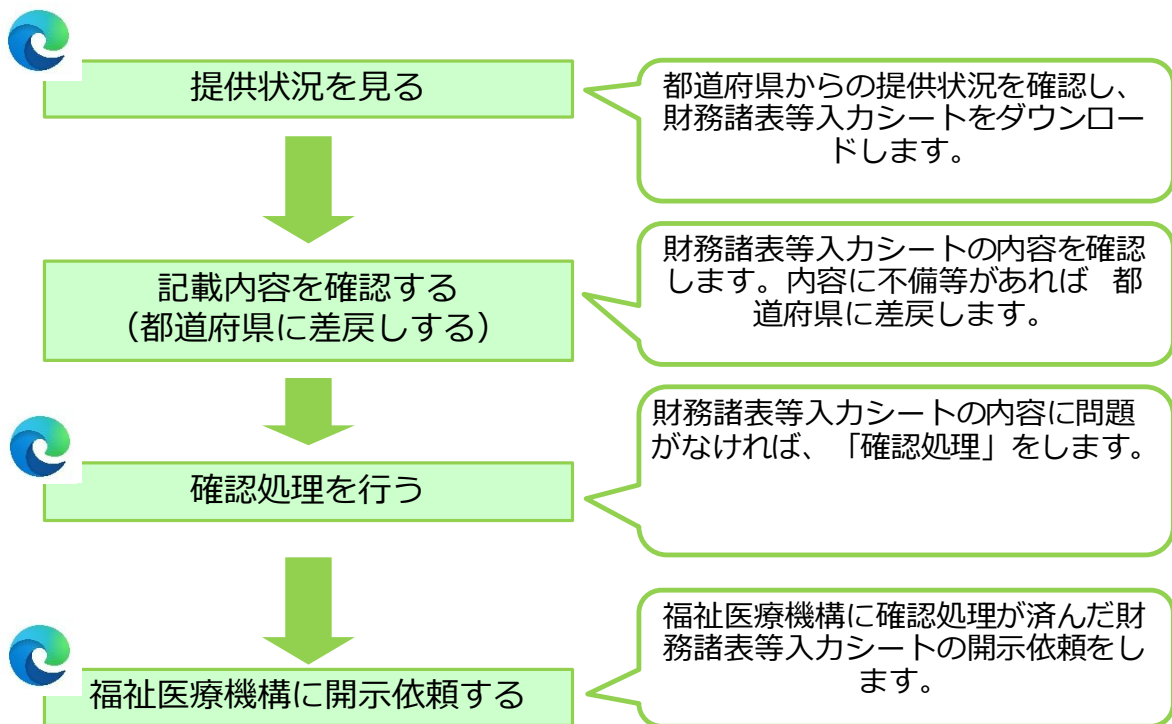 提供状況を見る
都道府県からの提供状況を確認し、
財務諸表等入力シートをダウンロー
ドします。
記載内容を確認する
（都道府県に差戻しする）
財務諸表等入力シートの内容を確認
します。内容に不備等があれば　都
道府県に差戻します。
確認処理を行う
財務諸表等入力シートの内容に問題
がなければ、「確認処理」をします。
福祉医療機構に開示依頼する
福祉医療機構に確認処理が済んだ財
務諸表等入力シートの開示依頼をし
ます。